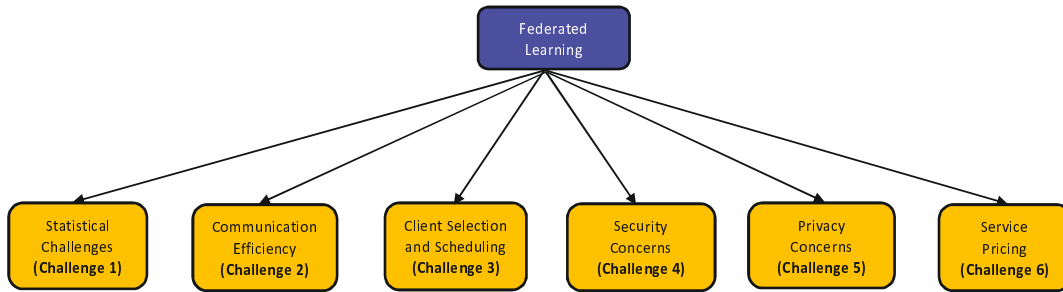 Federated
Learning
Statistical
Challenges
(Challenge 1)
Communication
Efficiency
(Challenge 2)
Client Selection
and Scheduling
(Challenge 3)
Security
Concerns
(Challenge 4)
Privacy
Concerns
(Challenge 5)
Service
Pricing
(Challenge 6)